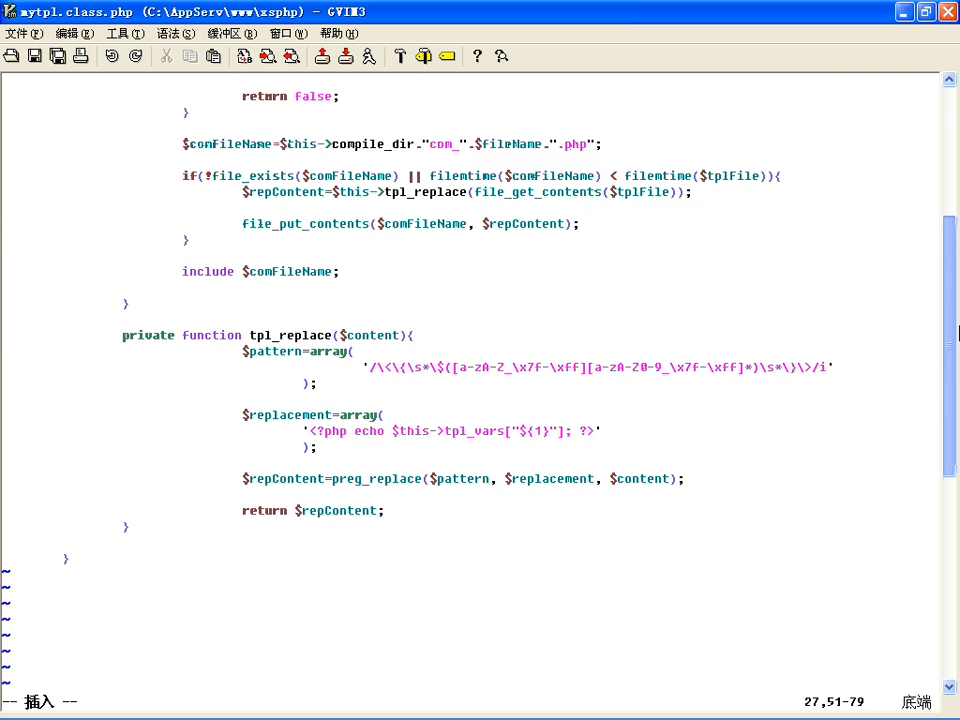 mytpl.class.php (C:\AppServ\www\xsphp) - GVIM3
文件(F) 编辑(E) 工具(T) 语法(S) 缓冲区(B) 窗口(W) 帮助(H)
return false;
}
$comFileName=$this->compile_dir."com_".$fileName.".php";
if(!file_exists($comFileName) || filemtime($comFileName) < filemtime($tplFile)){
$repContent=$this->tpl_replace(file_get_contents($tplFile));
file_put_contents($comFileName, $repContent);
}
include $comFileName;
}
private function tpl_replace($content){
$pattern=array(
'/\<\{\s*\$([a-zA-Z_\x7f-\xff][a-zA-Z0-9_\x7f-\xff]*)\s*\}\>/i'
);
$replacement=array(
'<?php echo $this->tpl_vars["${1}"]; ?>'
);
$repContent=preg_replace($pattern, $replacement, $content);
return $repContent;
}
}
~
~
~
~
~
~
~
~
-- 插入 -- 27,51-79 底端